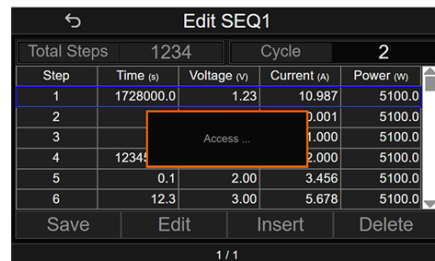 Edit SEQ1
Total Steps 1234 Cycle 2
Step Time (s) Voltage (V) Current (A) Power (W)
1 1728000.0 1.23 10.987 5100.0
2 0.001 5100.0
3 1.000 5100.0
Access ...
4 12345 2.000 5100.0
5 0.1 2.00 3.456 5100.0
6 12.3 3.00 5.678 5100.0
Save Edit Insert Delete
1 / 1